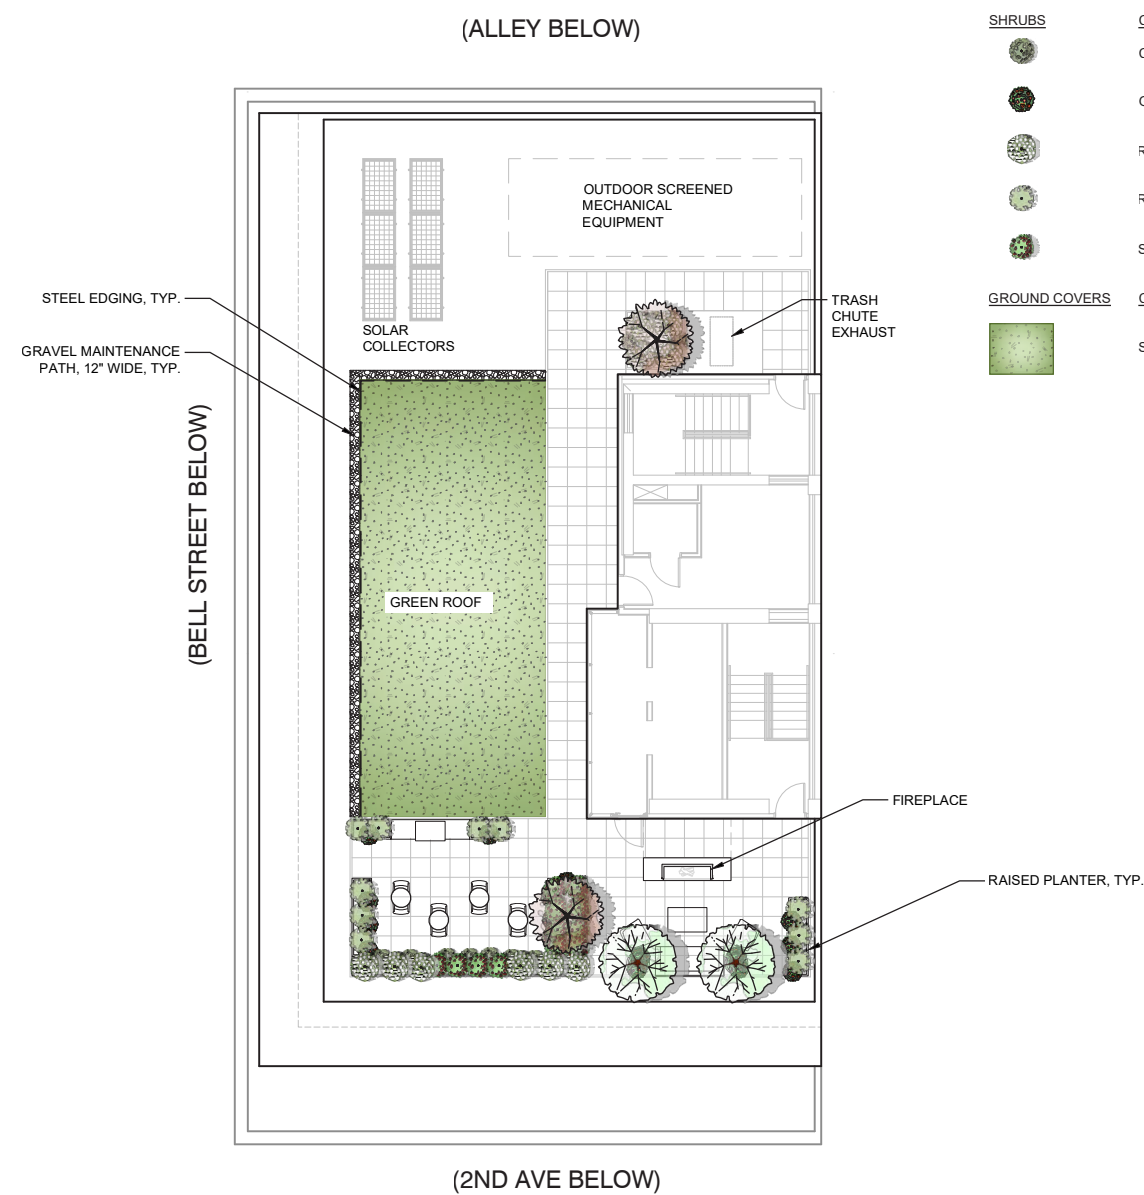 (ALLEY BELOW)
SHRUBS
OUTDOOR SCREENED
MECHANICAL
EQUIPMENT
STEEL EDGING, TYP.
TRASH
CHUTE
EXHAUST
GROUND COVERS
SOLAR
COLLECTORS
GRAVEL MAINTENANCE
PATH, 12" WIDE, TYP.
(BELL STREET BELOW)
GREEN ROOF
FIREPLACE
RAISED PLANTER, TYP.
(2ND AVE BELOW)